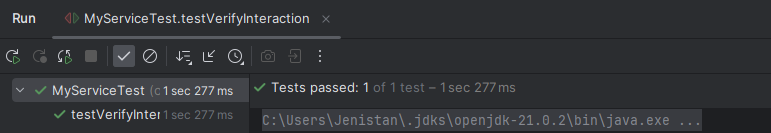 Run MyServiceTest.testVerifyInteraction ×
MyServiceTest (c 1 sec 277 ms
Tests passed: 1 of 1 test – 1 sec 277 ms
testVerifyInter 1 sec 277 ms
C:\Users\Jenistan\.jdks\openjdk-21.0.2\bin\java.exe ...